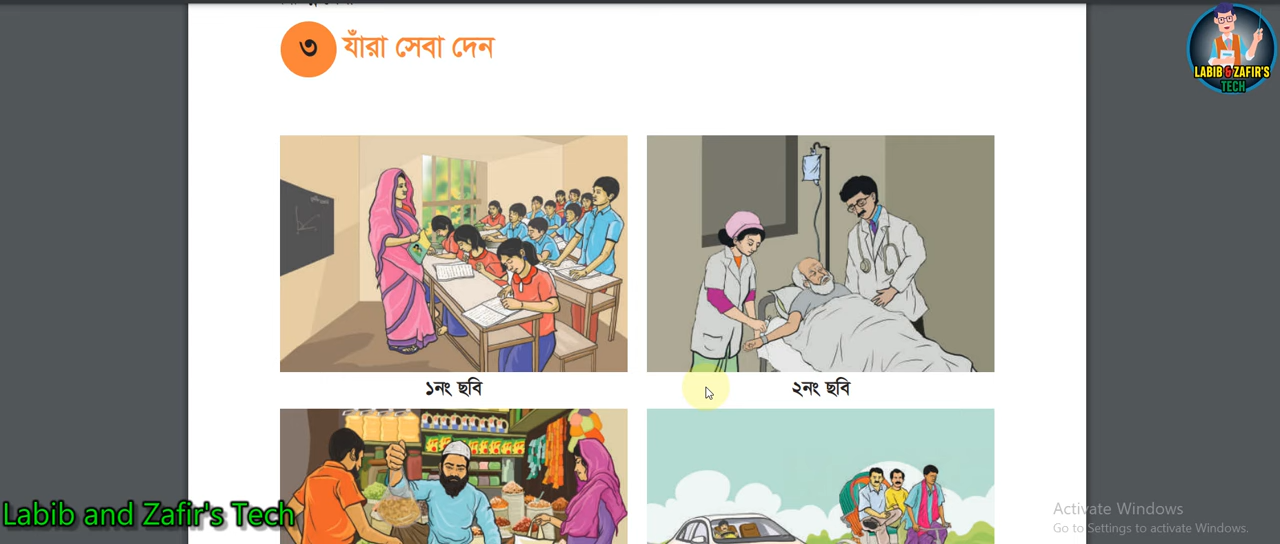 ৩ যাঁরা সেবা দেন
LABIB & ZAFIR'S
TECH
১নং ছবি
২নং ছবি
Labib and Zafir's Tech
Activate Windows
Go to Settings to activate Windows.